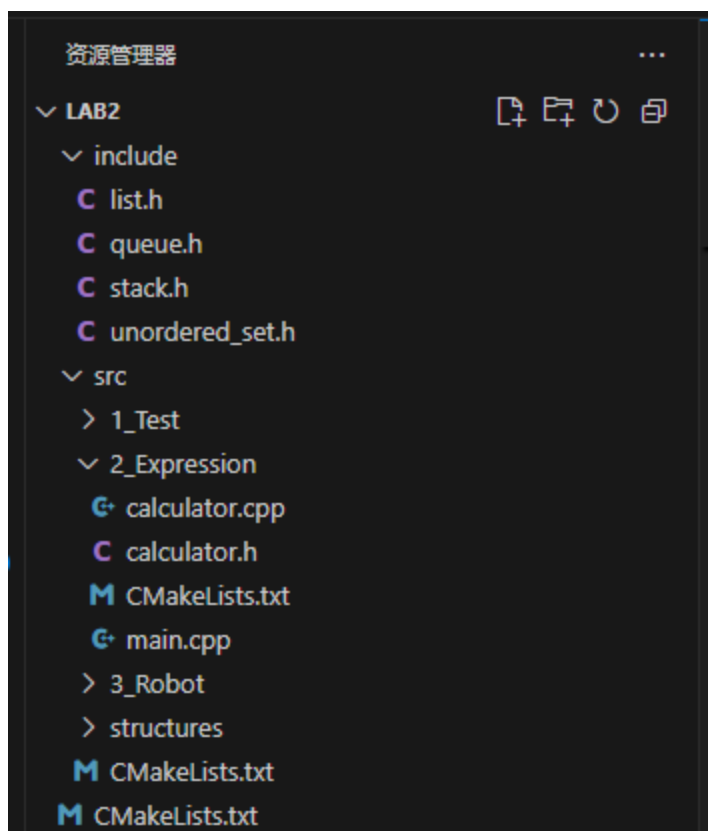 资源管理器 ...
LAB2
include
C list.h
C queue.h
C stack.h
C unordered_set.h
src
1_Test
2_Expression
C+ calculator.cpp
C calculator.h
M CMakeLists.txt
C+ main.cpp
3_Robot
structures
M CMakeLists.txt
M CMakeLists.txt